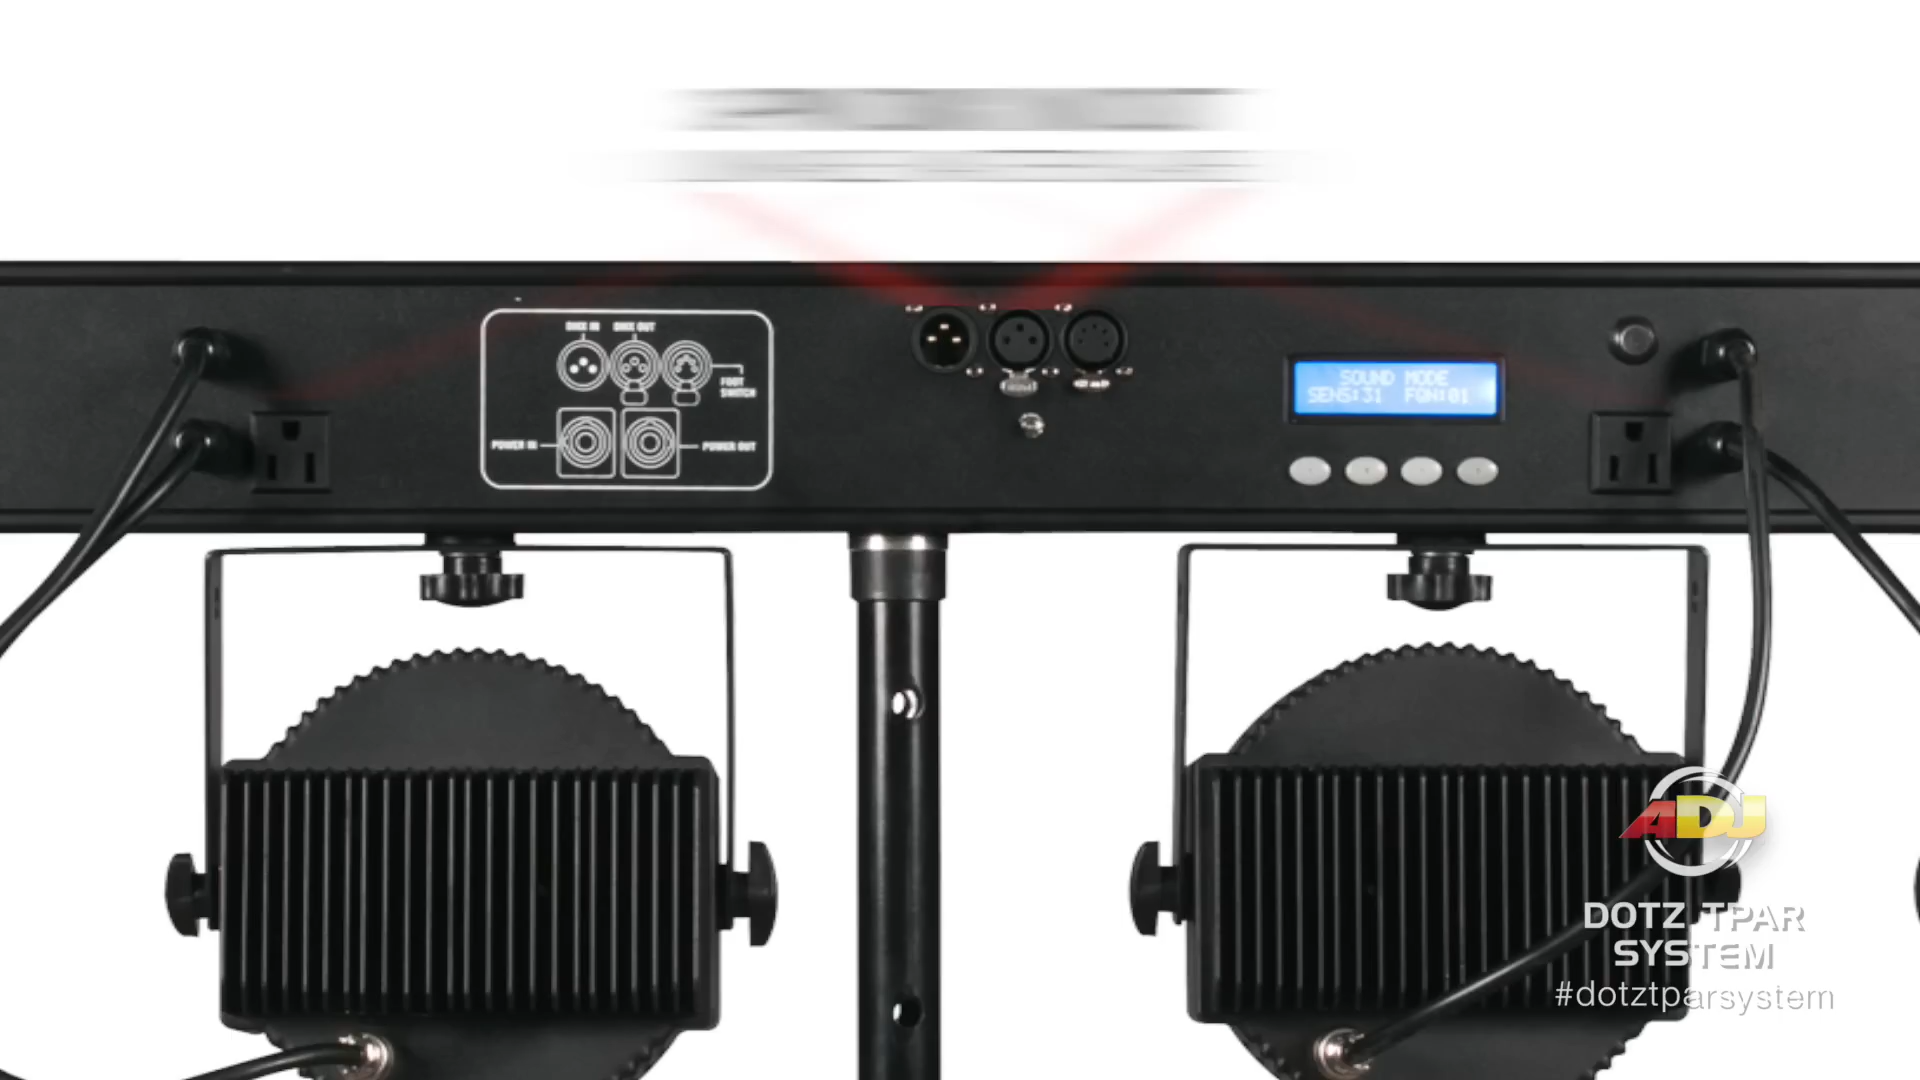 DMX IN DMX OUT
FOOT
SWITCH
POWER IN POWER OUT
SOUND MODE
SENS:31 FGN:01
ADJ
DOTZ TPAR
SYSTEM
#dotztparsystem